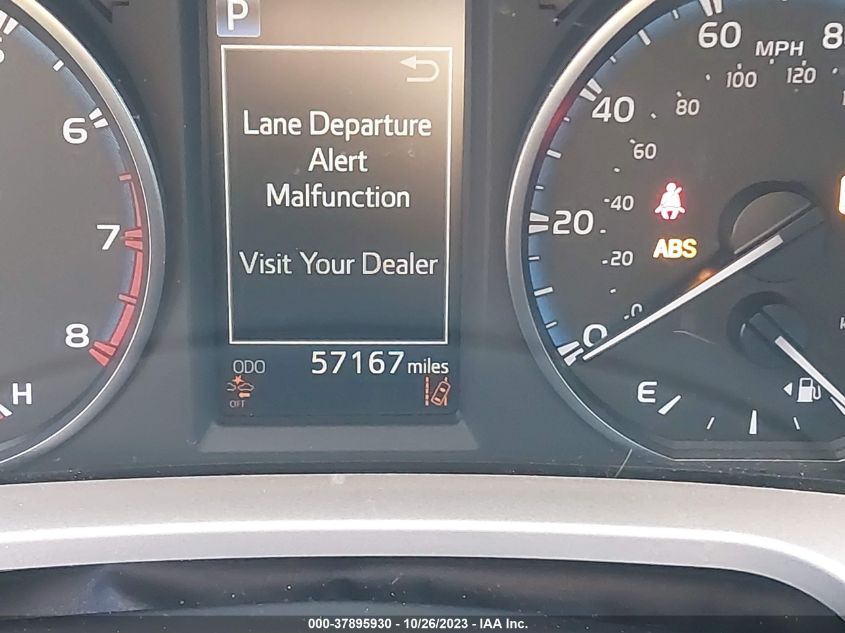 P
Lane Departure
Alert
Malfunction
Visit Your Dealer
ODO 57167 miles
OFF
6
7
8
H
0
20
40
60
MPH
0
20
40
60
80
100
120
ABS
E
000-37895930 - 10/26/2023 - IAA Inc.